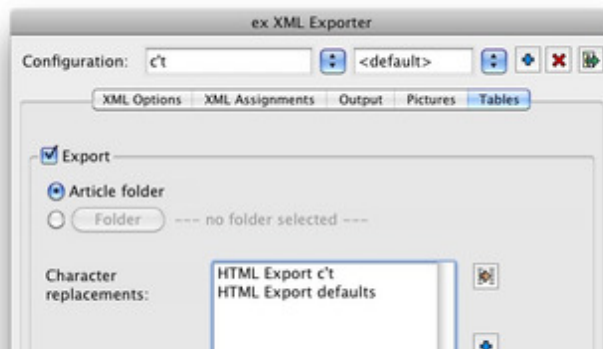 ex XML Exporter
Configuration: c't <default>
XML Options XML Assignments Output Pictures Tables
Export
Article folder
Folder --- no folder selected ---
Character
replacements:
HTML Export c't
HTML Export defaults